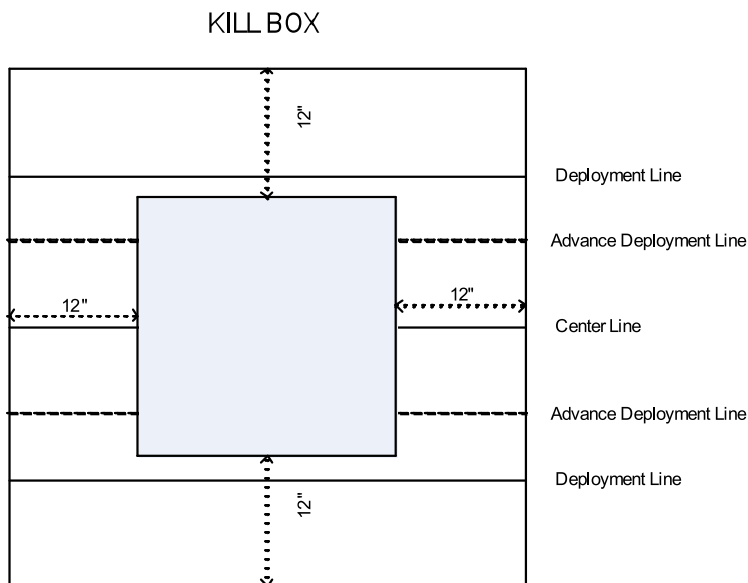 KILL BOX
12"
Deployment Line
Advance Deployment Line
12"
12"
Center Line
Advance Deployment Line
Deployment Line
12"